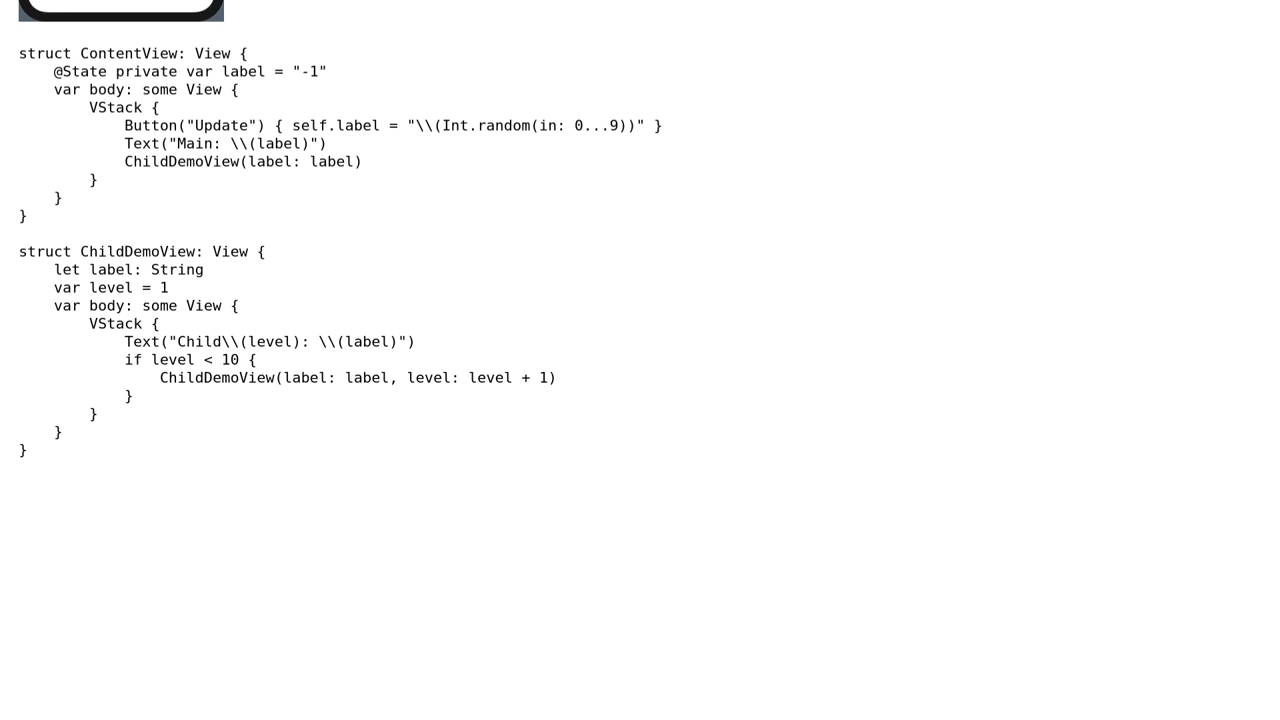 struct ContentView: View {
    @State private var label = "-1"
    var body: some View {
        VStack {
            Button("Update") { self.label = "\\(Int.random(in: 0...9))" }
            Text("Main: \\(label)")
            ChildDemoView(label: label)
        }
    }
}

struct ChildDemoView: View {
    let label: String
    var level = 1
    var body: some View {
        VStack {
            Text("Child\\(level): \\(label)")
            if level < 10 {
                ChildDemoView(label: label, level: level + 1)
            }
        }
    }
}